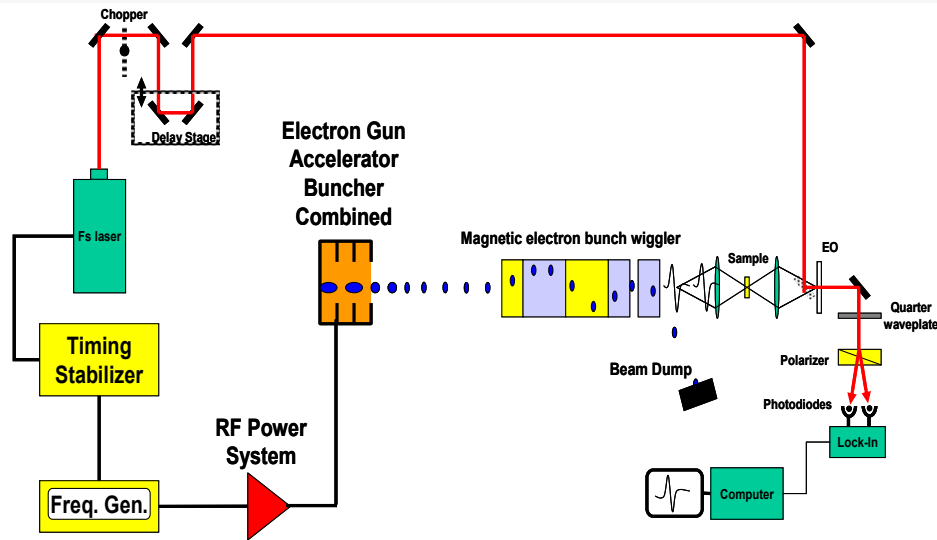 Chopper
Delay Stage
Electron Gun
Accelerator
Buncher
Combined
Fs laser
Magnetic electron bunch wiggler
Sample
EO
Quarter
waveplate
Timing
Stabilizer
Beam Dump
Polarizer
Photodiodes
RF Power
System
Lock-In
Freq. Gen.
Computer